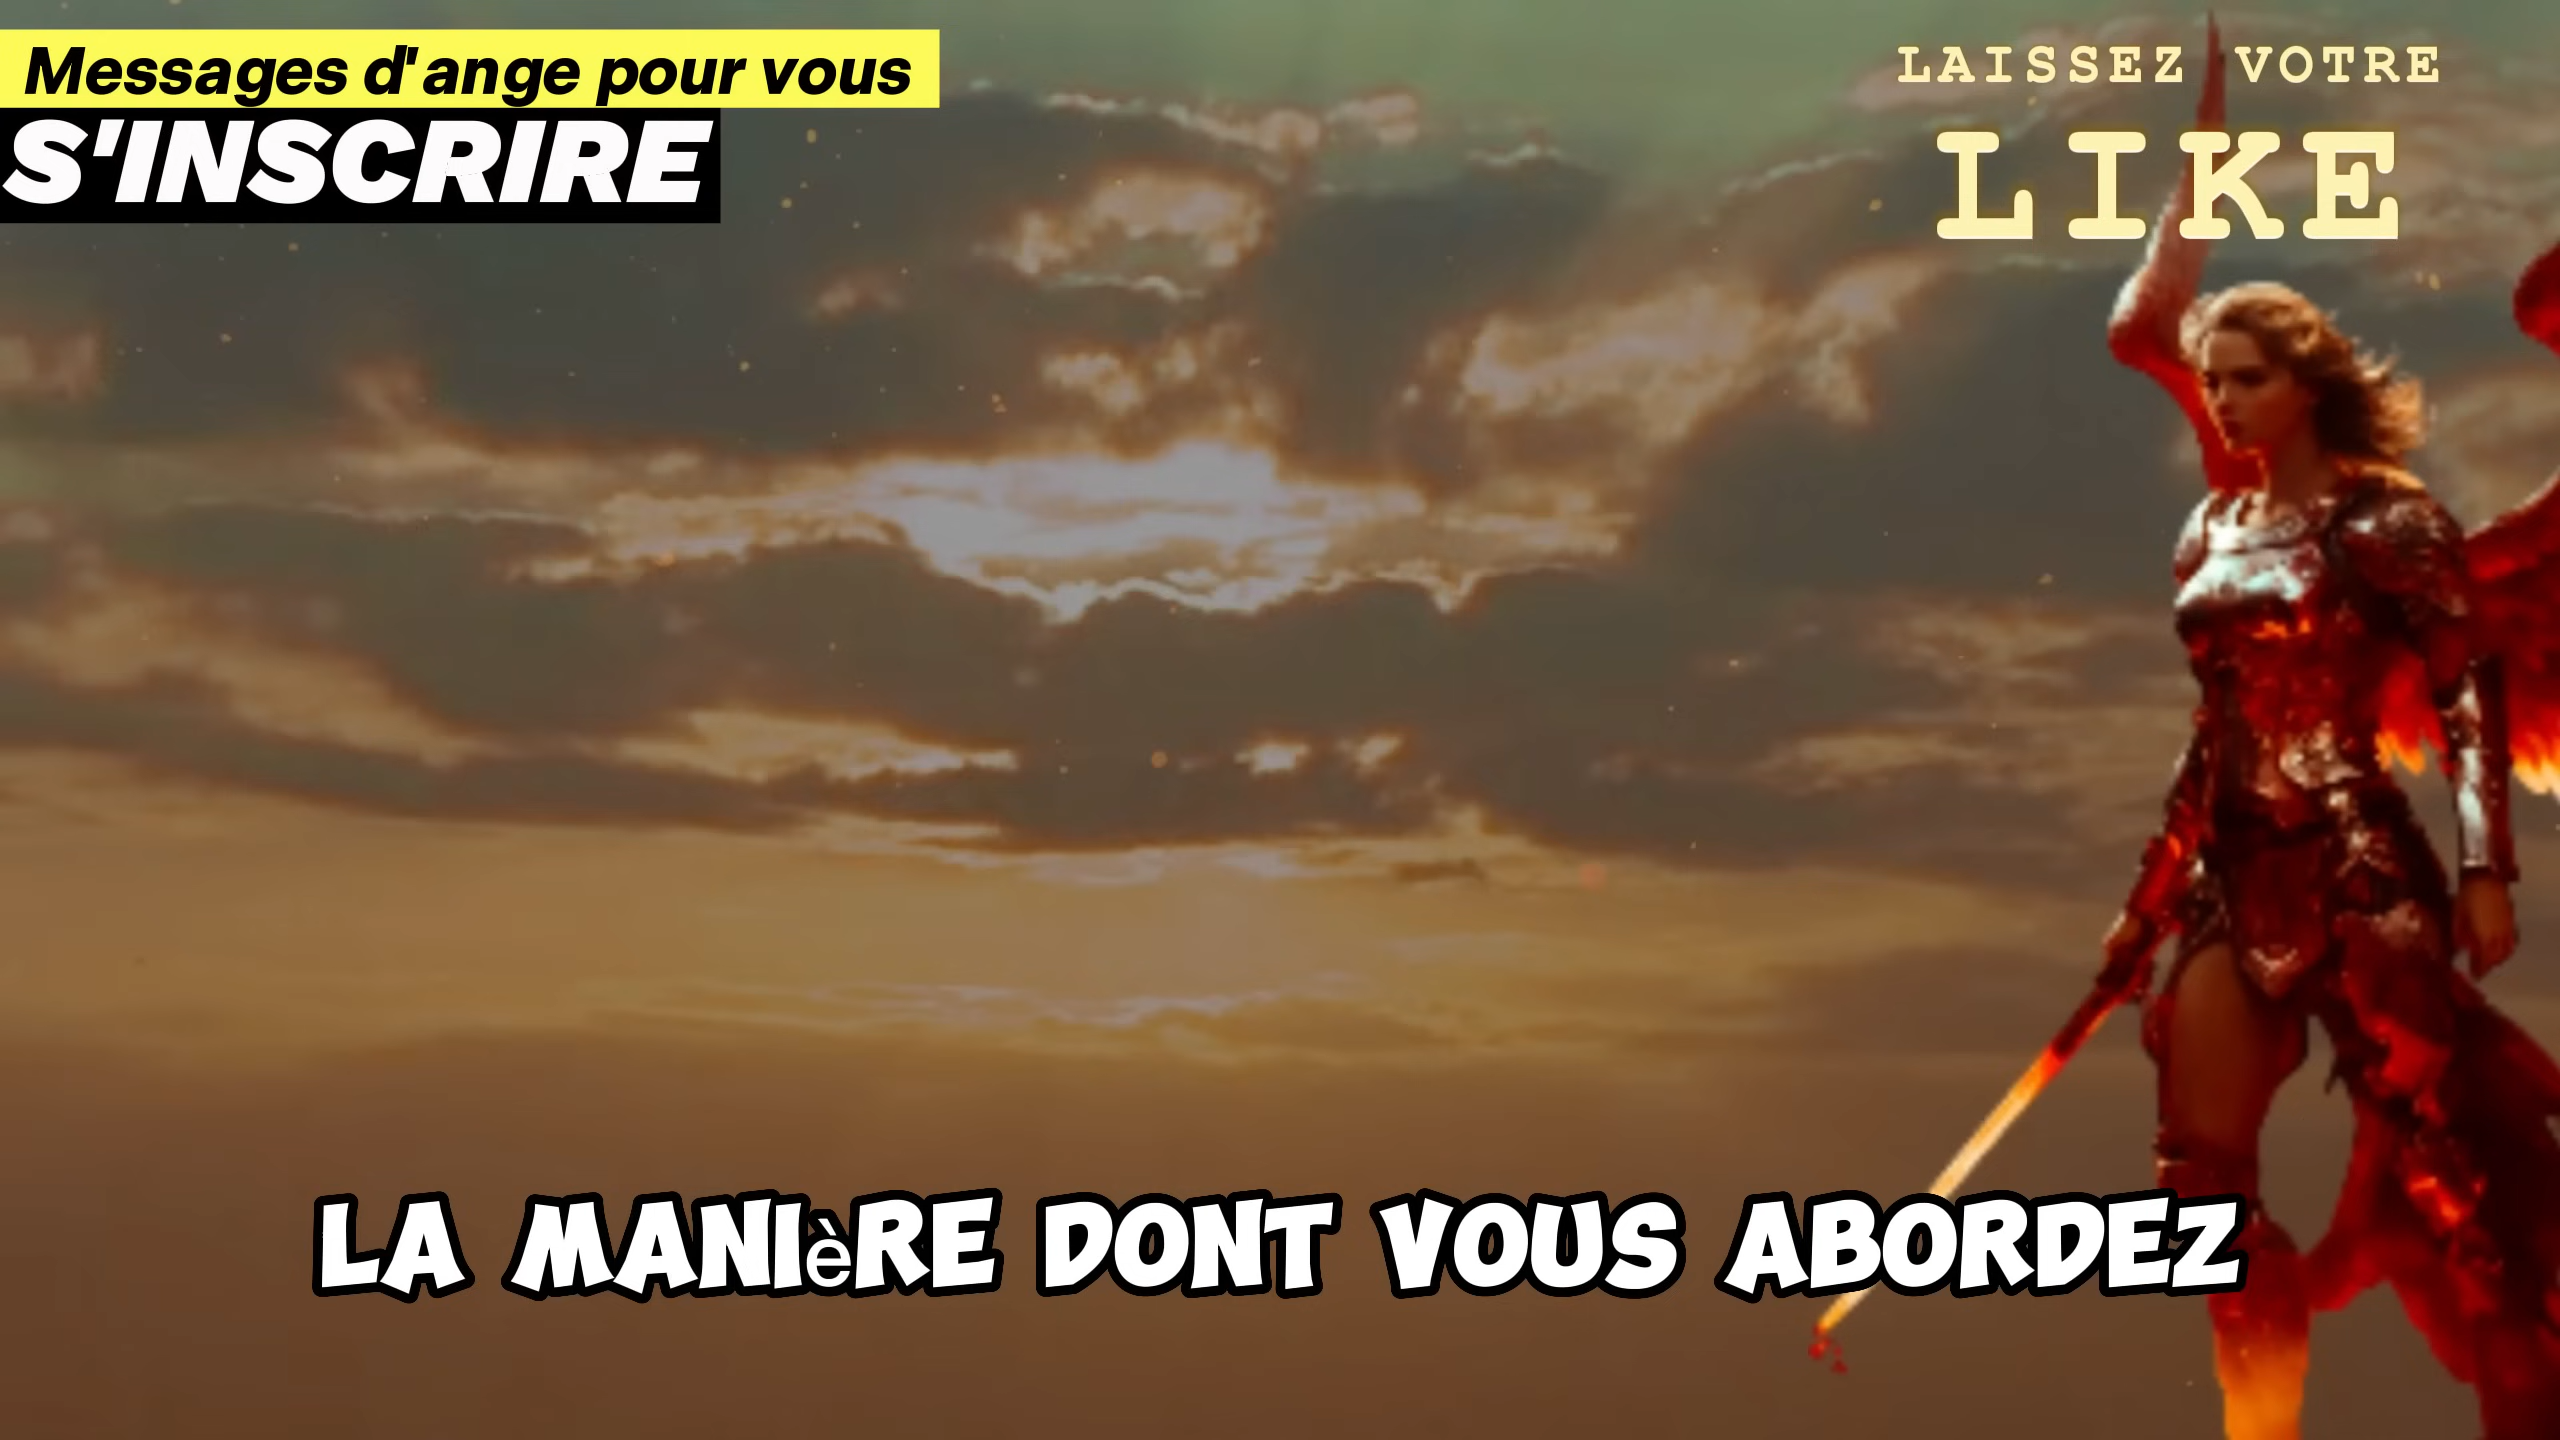 Messages d'ange pour vous
S'INSCRIRE
LAISSEZ VOTRE
LIKE
LA MANIèRE DONT VOUS ABORDEZ